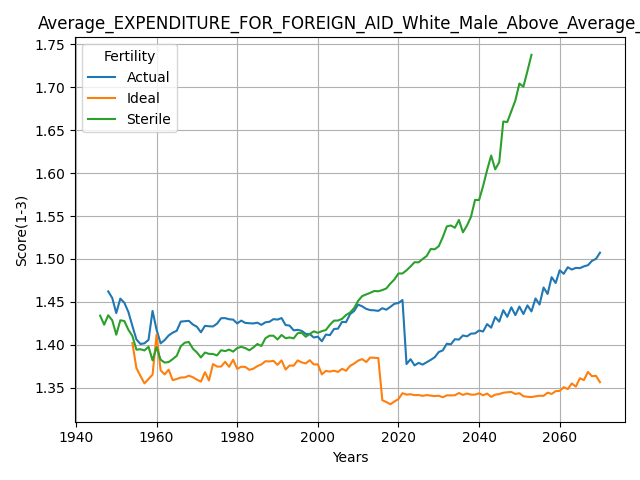 Average_EXPENDITURE_FOR_FOREIGN_AID_White_Male_Above_Average_
Fertility
Actual
Ideal
Sterile
Score(1-3)
1.75
1.70
1.65
1.60
1.55
1.50
1.45
1.40
1.35
1940 1960 1980 2000 2020 2040 2060
Years